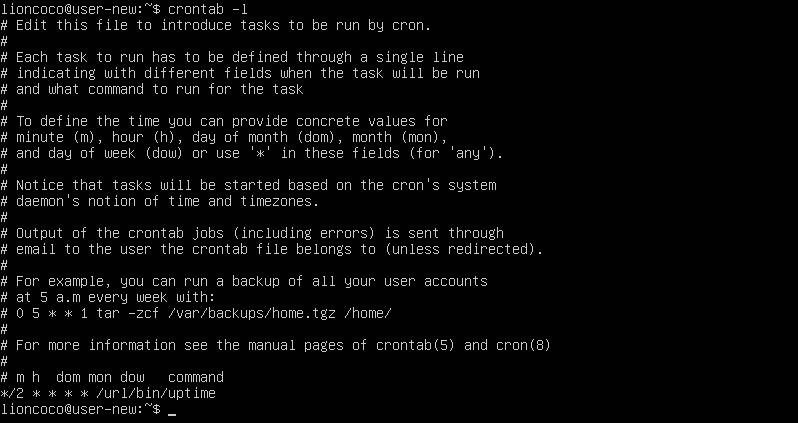 lioncoco@user-new:~$ crontab -l
# Edit this file to introduce tasks to be run by cron.
#
# Each task to run has to be defined through a single line
# indicating with different fields when the task will be run
# and what command to run for the task
#
# To define the time you can provide concrete values for
# minute (m), hour (h), day of month (dom), month (mon),
# and day of week (dow) or use '*' in these fields (for 'any').
#
# Notice that tasks will be started based on the cron's system
# daemon's notion of time and timezones.
#
# Output of the crontab jobs (including errors) is sent through
# email to the user the crontab file belongs to (unless redirected).
#
# For example, you can run a backup of all your user accounts
# at 5 a.m every week with:
# 0 5 * * 1 tar -zcf /var/backups/home.tgz /home/
#
# For more information see the manual pages of crontab(5) and cron(8)
#
# m h  dom mon dow   command
*/2 * * * * /url/bin/uptime
lioncoco@user-new:~$ _